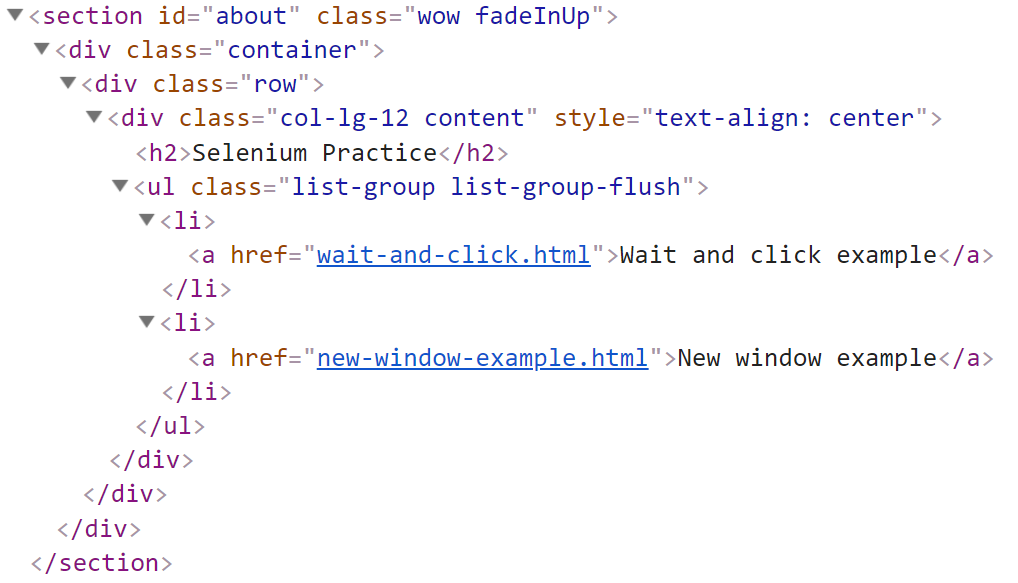 <section id="about" class="wow fadeInUp">
<div class="container">
<div class="row">
<div class="col-lg-12 content" style="text-align: center">
<h2>Selenium Practice</h2>
<ul class="list-group list-group-flush">
<li>
<a href="wait-and-click.html">Wait and click example</a>
</li>
<li>
<a href="new-window-example.html">New window example</a>
</li>
</ul>
</div>
</div>
</div>
</section>